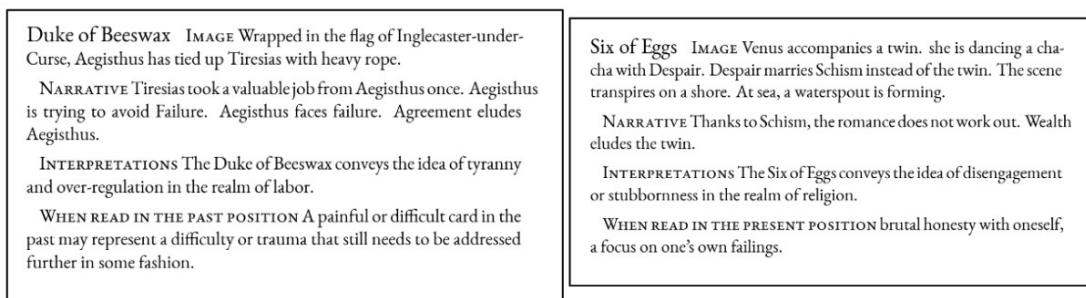 Duke of Beeswax IMAGE Wrapped in the flag of Inglecaster-under-
Curse, Aegisthus has tied up Tiresias with heavy rope.
NARRATIVE Tiresias took a valuable job from Aegisthus once. Aegisthus
is trying to avoid Failure. Aegisthus faces failure. Agreement eludes
Aegisthus.
INTERPRETATIONS The Duke of Beeswax conveys the idea of tyranny
and over-regulation in the realm of labor.
WHEN READ IN THE PAST POSITION A painful or difficult card in the
past may represent a difficulty or trauma that still needs to be addressed
further in some fashion.
Six of Eggs IMAGE Venus accompanies a twin. she is dancing a cha-
cha with Despair. Despair marries Schism instead of the twin. The scene
transpires on a shore. At sea, a waterspout is forming.
NARRATIVE Thanks to Schism, the romance does not work out. Wealth
eludes the twin.
INTERPRETATIONS The Six of Eggs conveys the idea of disengagement
or stubbornness in the realm of religion.
WHEN READ IN THE PRESENT POSITION brutal honesty with oneself,
a focus on one's own failings.